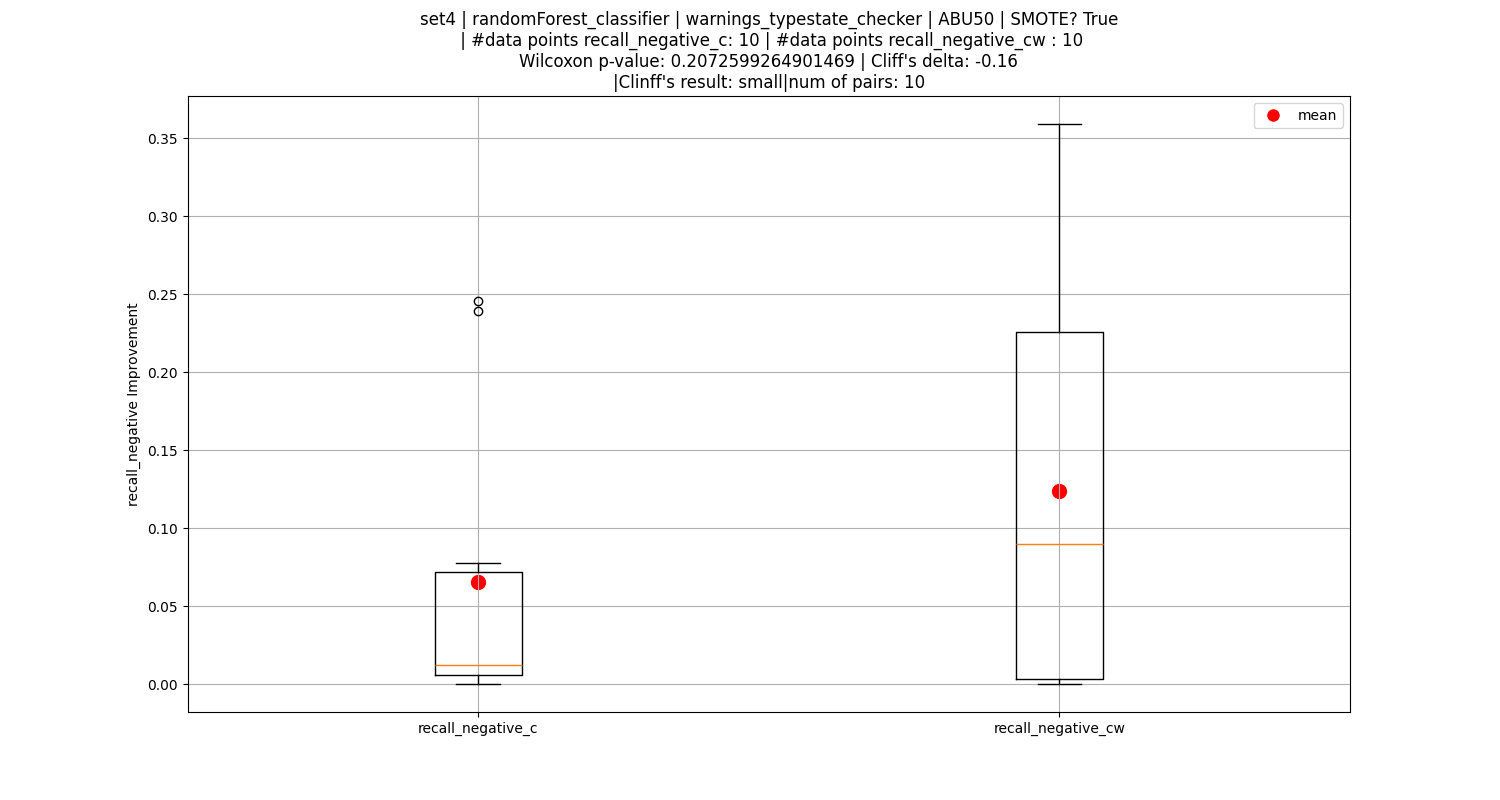 set4 | randomForest_classifier | warnings_typestate_checker | ABU50 | SMOTE? True
| #data points recall_negative_c: 10 | #data points recall_negative_cw : 10
Wilcoxon p-value: 0.2072599264901469 | Cliff's delta: -0.16
|Clinff's result: small|num of pairs: 10
mean
0.35
0.30
0.25
0.20
0.15
0.10
0.05
0.00
recall_negative Improvement
recall_negative_c
recall_negative_cw